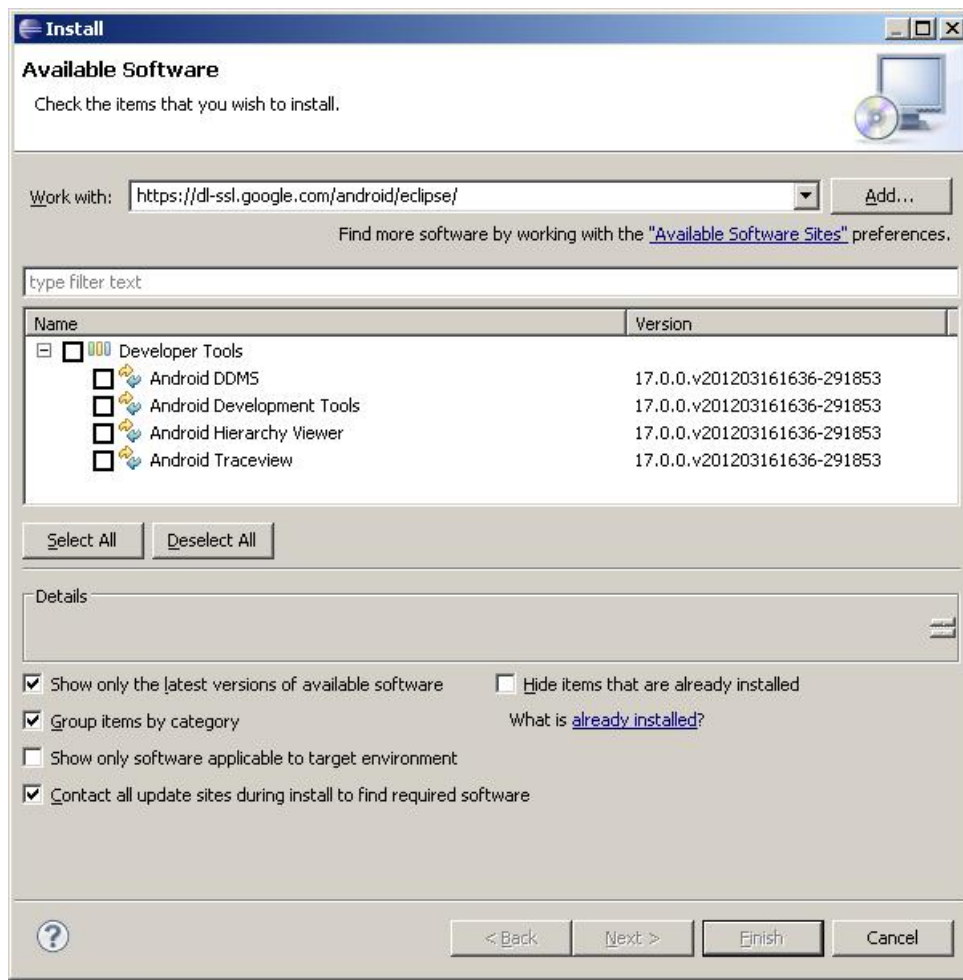 Install
Available Software
Check the items that you wish to install.
Work with: https://dl-ssl.google.com/android/eclipse/ Add...
Find more software by working with the "Available Software Sites" preferences.
type filter text
Name Version
Developer Tools
Android DDMS 17.0.0.v201203161636-291853
Android Development Tools 17.0.0.v201203161636-291853
Android Hierarchy Viewer 17.0.0.v201203161636-291853
Android Traceview 17.0.0.v201203161636-291853
Select All Deselect All
Details
Show only the latest versions of available software Hide items that are already installed
Group items by category What is already installed?
Show only software applicable to target environment
Contact all update sites during install to find required software
? < Back Next > Finish Cancel